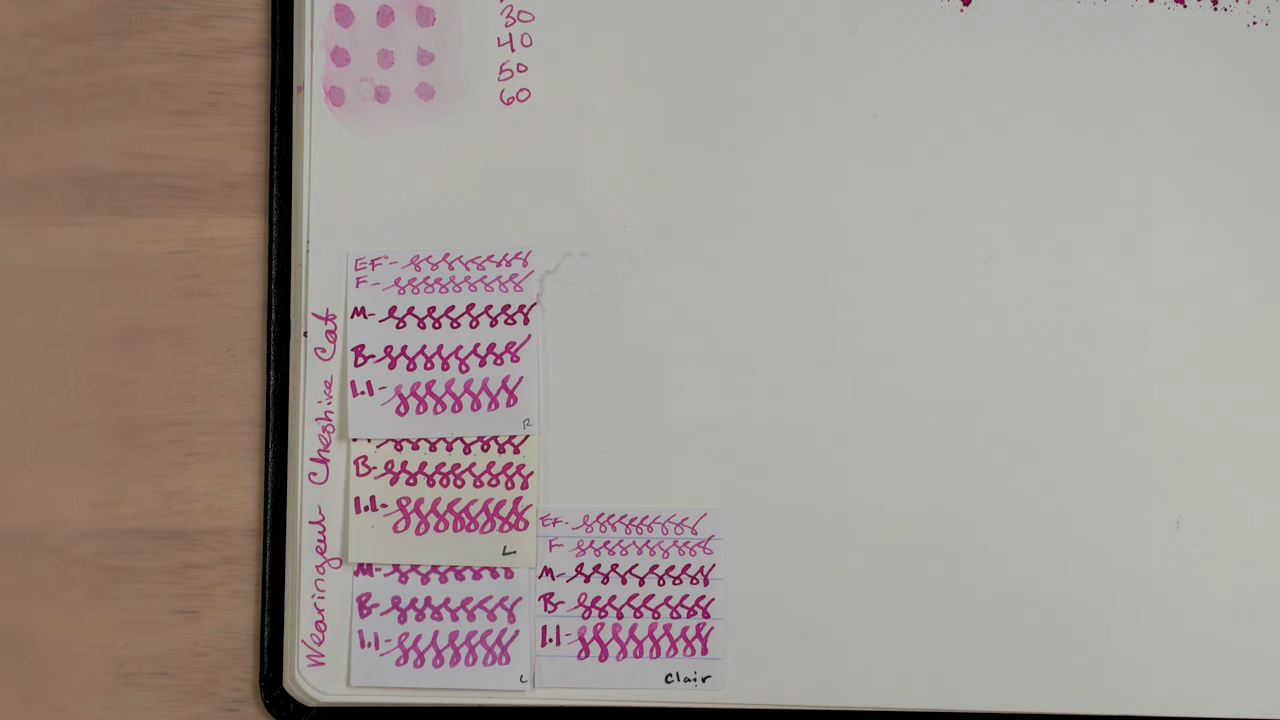 30
40
50
60
Wearingeul Cheshire Cat
EF-
F-
M-
B-
1.1-
R
B-
1.1-
L
M-
B-
1.1-
L
EF-
F-
M-
B-
1.1-
Clair